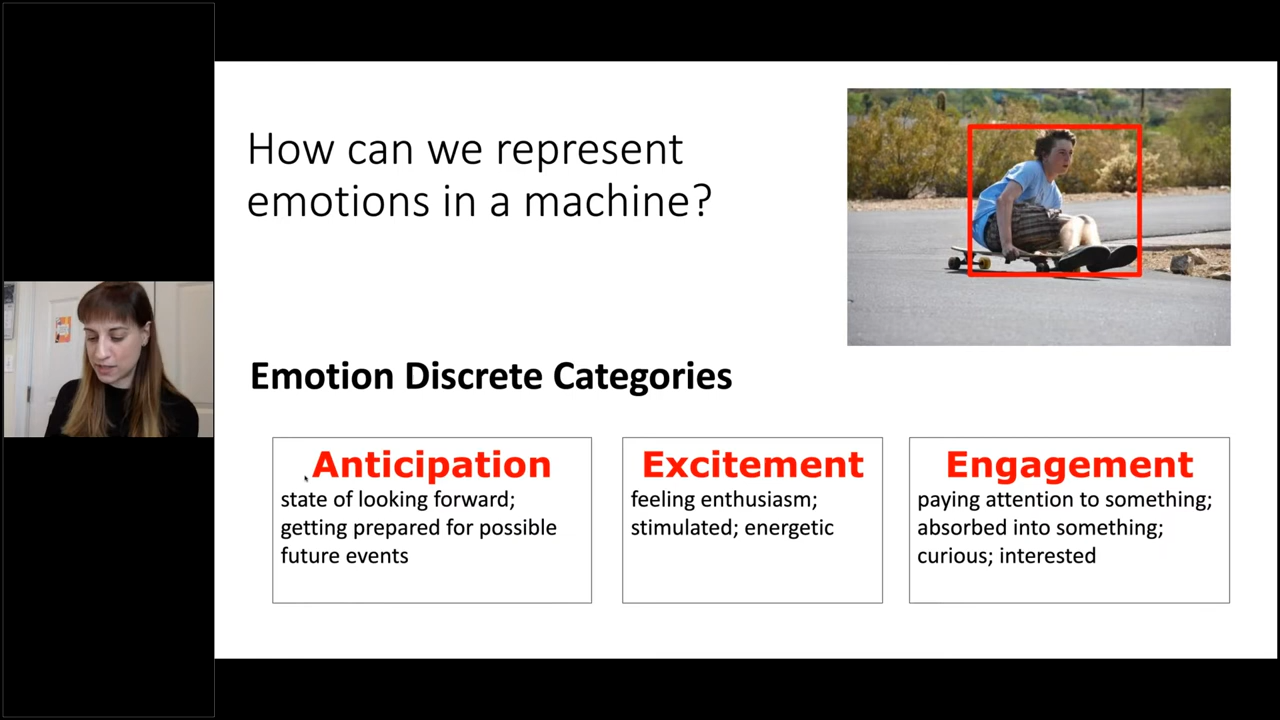 How can we represent
emotions in a machine?
Emotion Discrete Categories
Anticipation
state of looking forward;
getting prepared for possible
future events
Excitement
feeling enthusiasm;
stimulated; energetic
Engagement
paying attention to something;
absorbed into something;
curious; interested